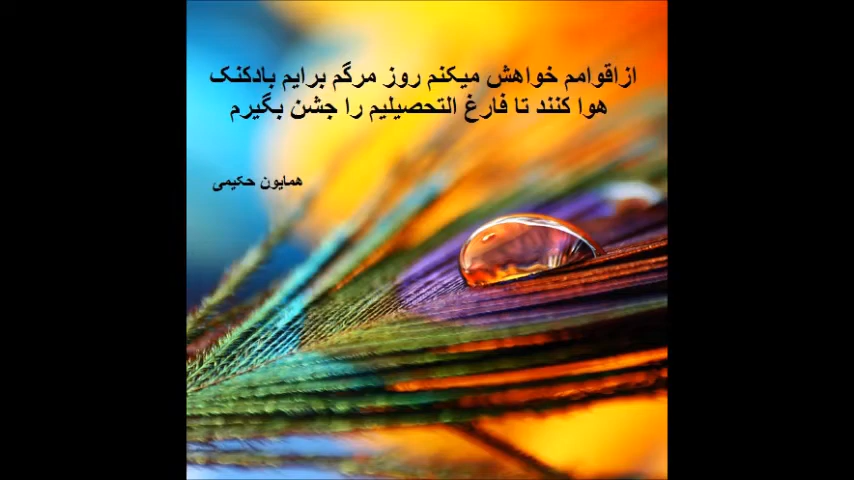 ازاقوامم خواهش میکنم روز مرگم برایم بادکنک
هوا کنند تا فارغ التحصیلیم را جشن بگیرم
همایون حکیمی